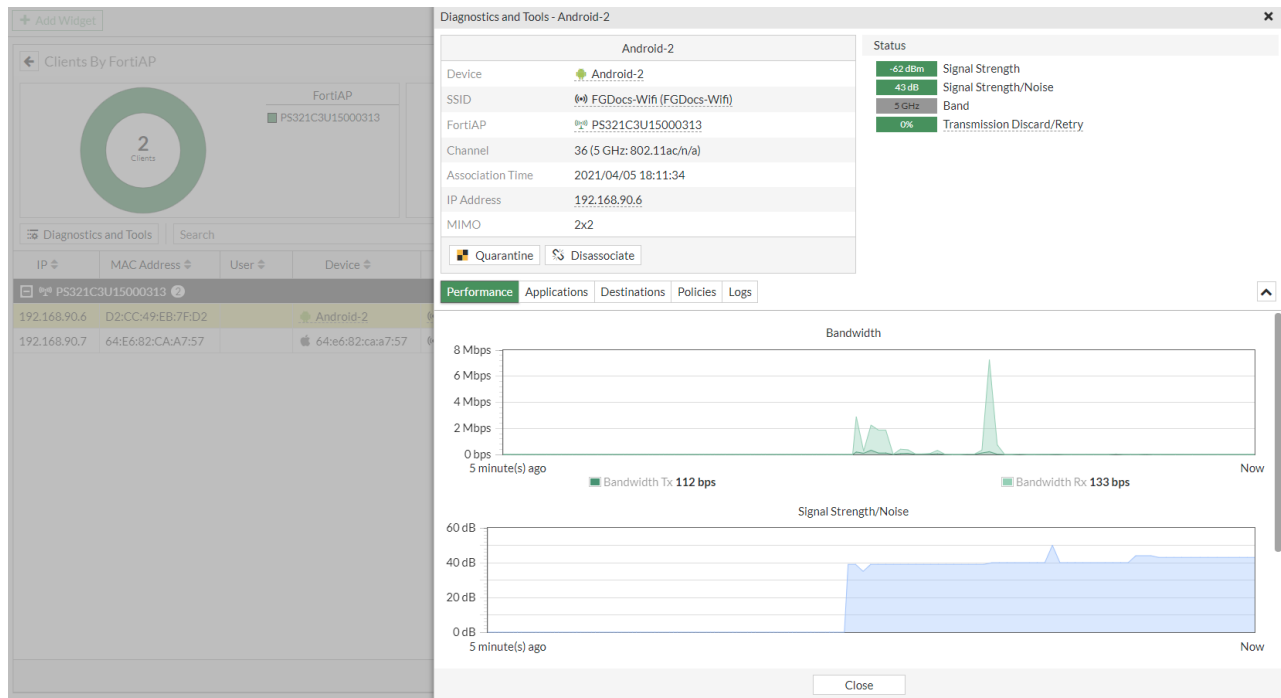 Add Widget
Clients By FortiAP
2
Clients
FortiAP
PS321C3U15000313
Diagnostics and Tools
Search
IP MAC Address User Device
PS321C3U15000313 2
192.168.90.6 D2:CC:49:EB:7F:D2 Android-2
192.168.90.7 64:E6:82:CA:A7:57 64:e6:82:ca:a7:57
Diagnostics and Tools - Android-2
Android-2
Device Android-2
SSID FGDocs-Wifi (FGDocs-Wifi)
FortiAP PS321C3U15000313
Channel 36 (5 GHz: 802.11ac/n/a)
Association Time 2021/04/05 18:11:34
IP Address 192.168.90.6
MIMO 2x2
Quarantine Disassociate
Status
-62 dBm Signal Strength
43 dB Signal Strength/Noise
5 GHz Band
0% Transmission Discard/Retry
Performance Applications Destinations Policies Logs
Bandwidth
8 Mbps
6 Mbps
4 Mbps
2 Mbps
0 bps
5 minute(s) ago Now
Bandwidth Tx 112 bps Bandwidth Rx 133 bps
Signal Strength/Noise
60 dB
40 dB
20 dB
0 dB
5 minute(s) ago Now
Close